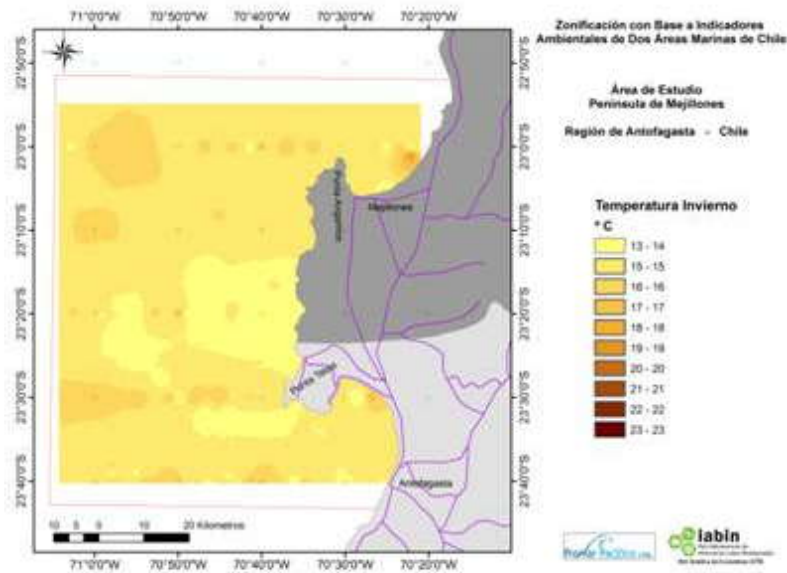 Zonificación con Base a Indicadores
Ambientales de Dos Áreas Marinas de Chile
Área de Estudio
Península de Mejillones
Región de Antofagasta - Chile
71°0'0"W 70°50'0"W 70°40'0"W 70°30'0"W 70°20'0"W
22°50'0"S 22°50'0"S
23°0'0"S 23°0'0"S
23°10'0"S 23°10'0"S
23°20'0"S 23°20'0"S
23°30'0"S 23°30'0"S
23°40'0"S 23°40'0"S
Punta Angamos
Mejillones
Punta Tetas
Antofagasta
Temperatura Invierno
° C
13 - 14
15 - 15
16 - 16
17 - 17
18 - 18
19 - 19
20 - 20
21 - 21
22 - 22
23 - 23
10 5 0 10 20 Kilometros
71°0'0"W 70°50'0"W 70°40'0"W 70°30'0"W 70°20'0"W
iabin